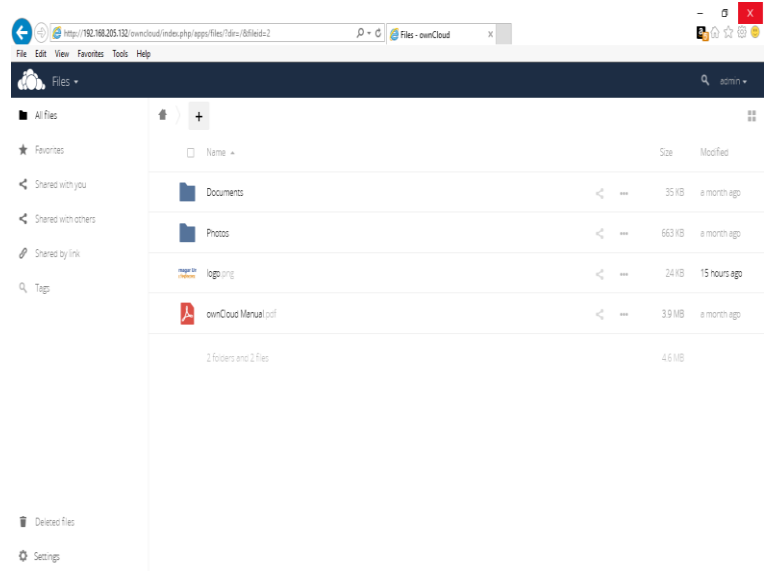 http://192.168.205.132/owncloud/index.php/apps/files/?dir=/&fileid=2
Files - ownCloud
X
X
File Edit View Favorites Tools Help
Files
admin
All files
+
Favorites
Name
Size
Modified
Shared with you
Documents
35 KB
a month ago
Shared with others
Photos
663 KB
a month ago
Shared by link
logo.png
24 KB
15 hours ago
Tags
ownCloud Manual.pdf
3.9 MB
a month ago
2 folders and 2 files
4.6 MB
Deleted files
Settings